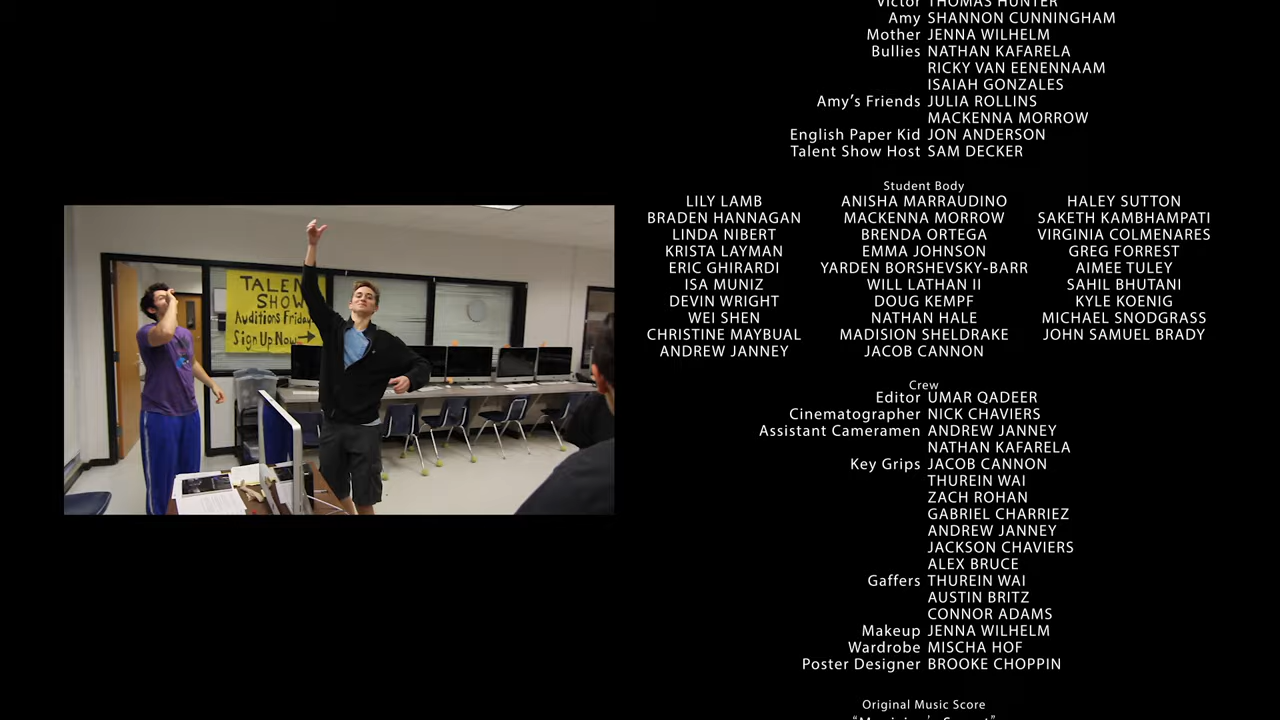 Victor THOMAS HUNTER
Amy SHANNON CUNNINGHAM
Mother JENNA WILHELM
Bullies NATHAN KAFARELA
RICKY VAN EENENNAAM
ISAIAH GONZALES
Amy's Friends JULIA ROLLINS
MACKENNA MORROW
English Paper Kid JON ANDERSON
Talent Show Host SAM DECKER
Student Body
LILY LAMB ANISHA MARRAUDINO HALEY SUTTON
BRADEN HANNAGAN MACKENNA MORROW SAKETH KAMBHAMPATI
LINDA NIBERT BRENDA ORTEGA VIRGINIA COLMENARES
KRISTA LAYMAN EMMA JOHNSON GREG FORREST
ERIC GHIRARDI YARDEN BORSHEVSKY-BARR AIMEE TULEY
ISA MUNIZ WILL LATHAN II SAHIL BHUTANI
DEVIN WRIGHT DOUG KEMPF KYLE KOENIG
WEI SHEN NATHAN HALE MICHAEL SNODGRASS
CHRISTINE MAYBUAL MADISION SHELDRAKE JOHN SAMUEL BRADY
ANDREW JANNEY JACOB CANNON
Crew
Editor UMAR QADEER
Cinematographer NICK CHAVIERS
Assistant Cameramen ANDREW JANNEY
NATHAN KAFARELA
Key Grips JACOB CANNON
THUREIN WAI
ZACH ROHAN
GABRIEL CHARRIEZ
ANDREW JANNEY
JACKSON CHAVIERS
ALEX BRUCE
Gaffers THUREIN WAI
AUSTIN BRITZ
CONNOR ADAMS
Makeup JENNA WILHELM
Wardrobe MISCHA HOF
Poster Designer BROOKE CHOPPIN
Original Music Score
TALENT
SHOW
Auditions Friday
Sign Up Now